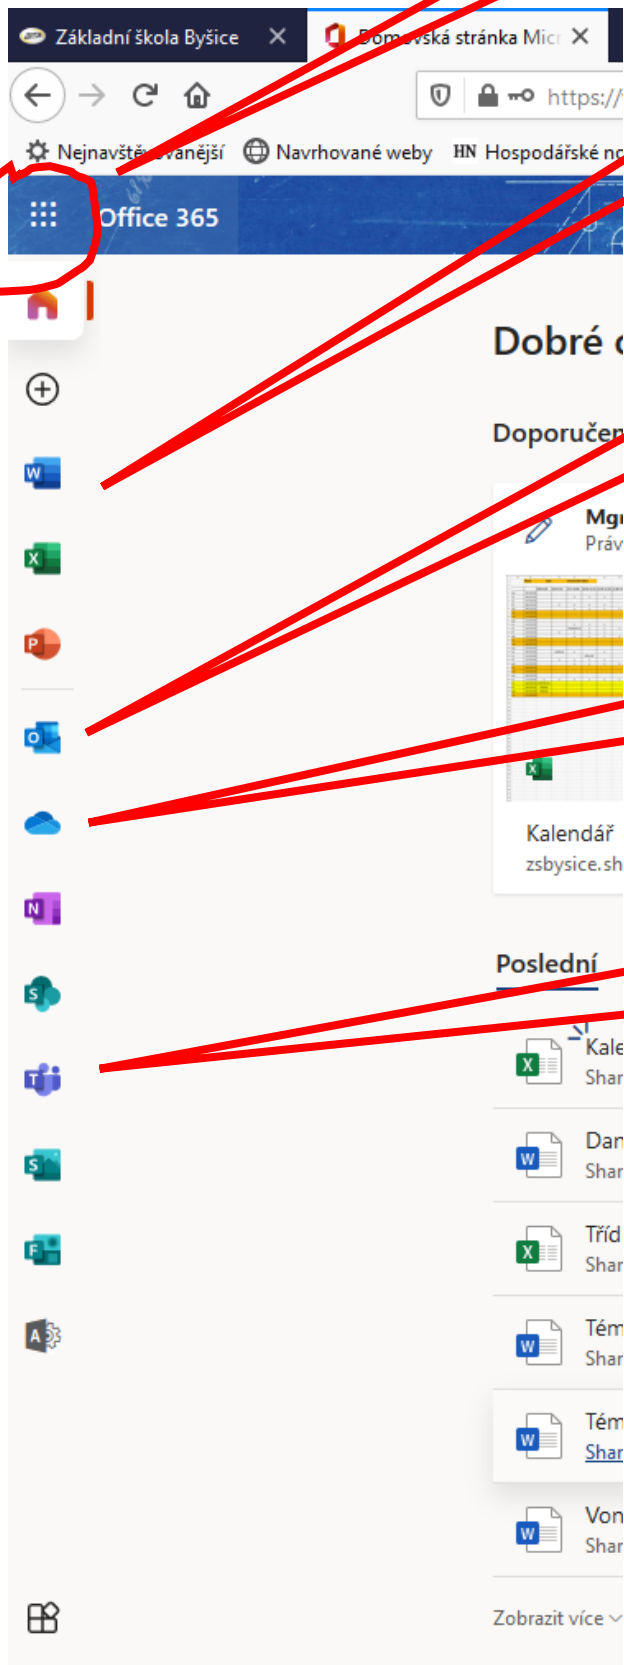 Základní škola Byšice
Domovská stránka Micr
https://
Nejnavštěvovanější
Navrhované weby
HN Hospodářské no
Office 365
Dobré
Doporučen
W
Mgr
Práv
X
P
O
X
Kalendář
zsbysice.sh
N
Poslední
S
Kale
X
Shar
T
Dan
W
Shar
S
Tříd
X
Shar
F
Tém
A
W
Shar
Tém
W
Shar
Von
W
Shar
Zobrazit více